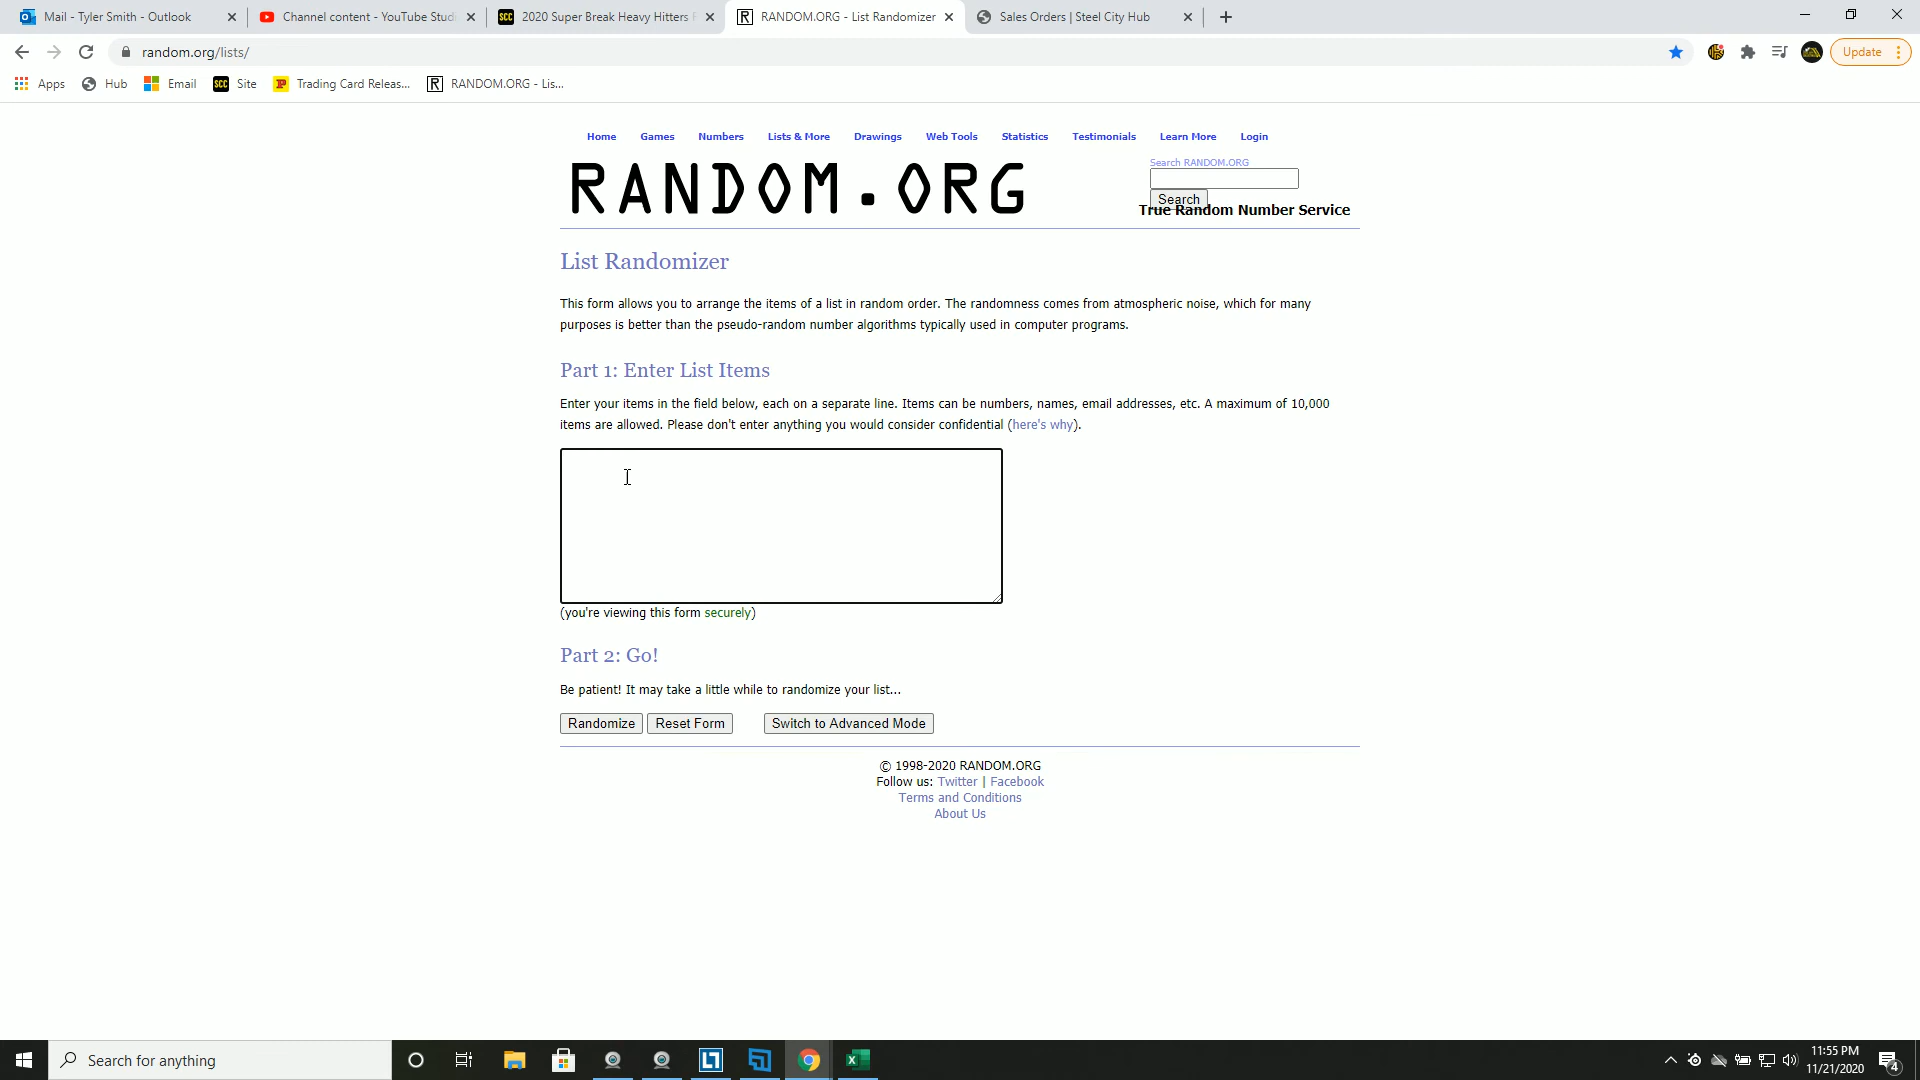 Mail - Tyler Smith - Outlook
Channel content - YouTube Studi
SCC 2020 Super Break Heavy Hitters
R RANDOM.ORG - List Randomizer
Sales Orders | Steel City Hub
random.org/lists/
Update
Apps
Hub
Email
SCC Site
P Trading Card Releas...
R RANDOM.ORG - Lis...
Home Games Numbers Lists & More Drawings Web Tools Statistics Testimonials Learn More Login
RANDOM.ORG
Search RANDOM.ORG
Search
True Random Number Service
List Randomizer
This form allows you to arrange the items of a list in random order. The randomness comes from atmospheric noise, which for many
purposes is better than the pseudo-random number algorithms typically used in computer programs.
Part 1: Enter List Items
Enter your items in the field below, each on a separate line. Items can be numbers, names, email addresses, etc. A maximum of 10,000
items are allowed. Please don't enter anything you would consider confidential (here's why).
(you're viewing this form securely)
Part 2: Go!
Be patient! It may take a little while to randomize your list...
Randomize Reset Form Switch to Advanced Mode
© 1998-2020 RANDOM.ORG
Follow us: Twitter | Facebook
Terms and Conditions
About Us
Search for anything
11:55 PM
11/21/2020
4